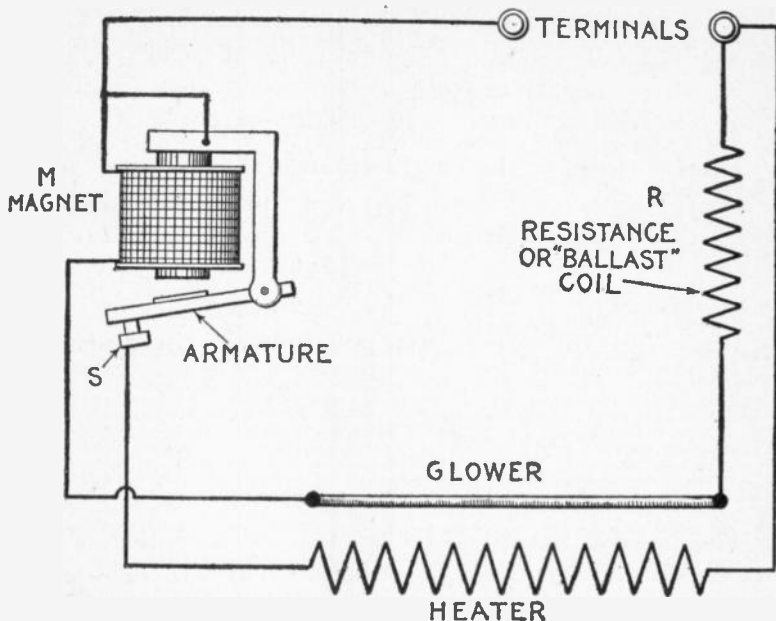 TERMINALS
M
MAGNET
R
RESISTANCE
OR "BALLAST"
COIL
ARMATURE
S
GLOWER
HEATER